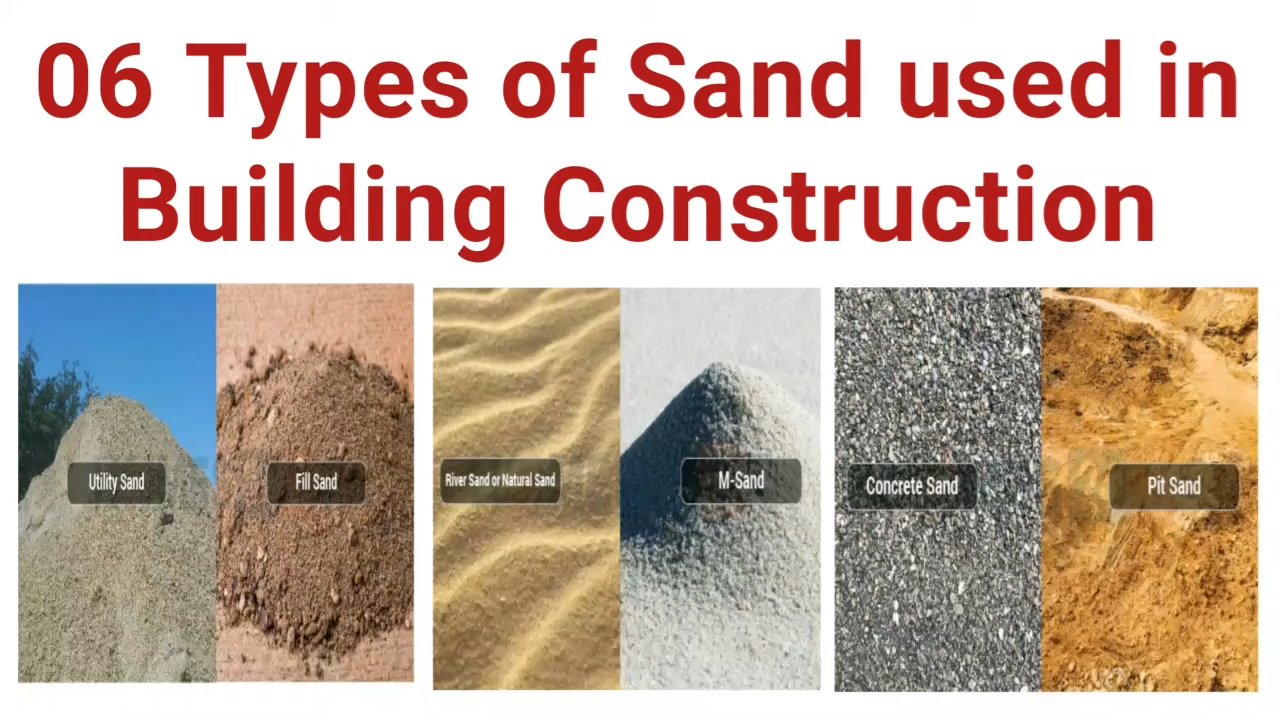 06 Types of Sand used in
Building Construction
Utility Sand
Fill Sand
River Sand or Natural Sand
M-Sand
Concrete Sand
Pit Sand